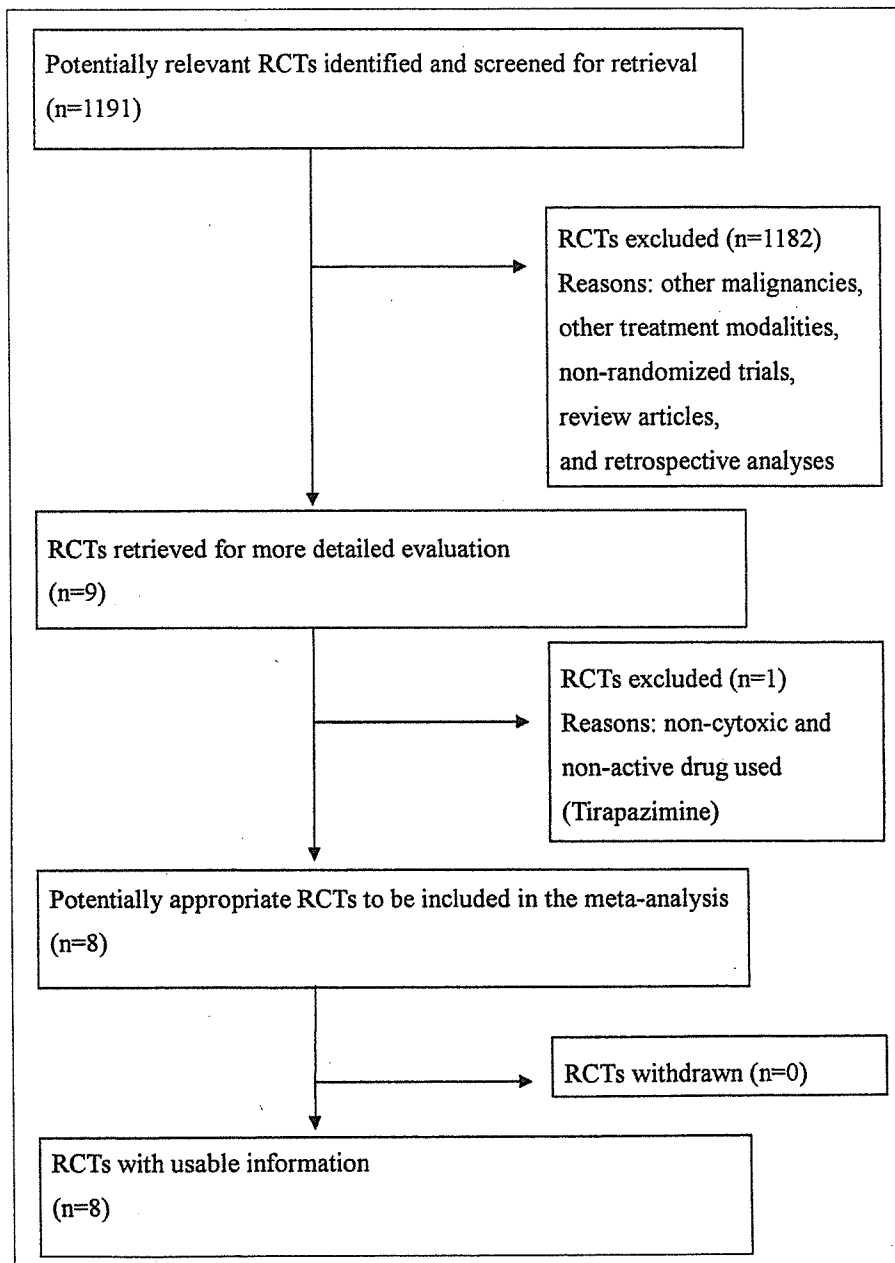 Potentially relevant RCTs identified and screened for retrieval
(n=1191)
RCTs excluded (n=1182)
Reasons: other malignancies,
other treatment modalities,
non-randomized trials,
review articles,
and retrospective analyses
RCTs retrieved for more detailed evaluation
(n=9)
RCTs excluded (n=1)
Reasons: non-cytoxic and
non-active drug used
(Tirapazimine)
Potentially appropriate RCTs to be included in the meta-analysis
(n=8)
RCTs withdrawn (n=0)
RCTs with usable information
(n=8)